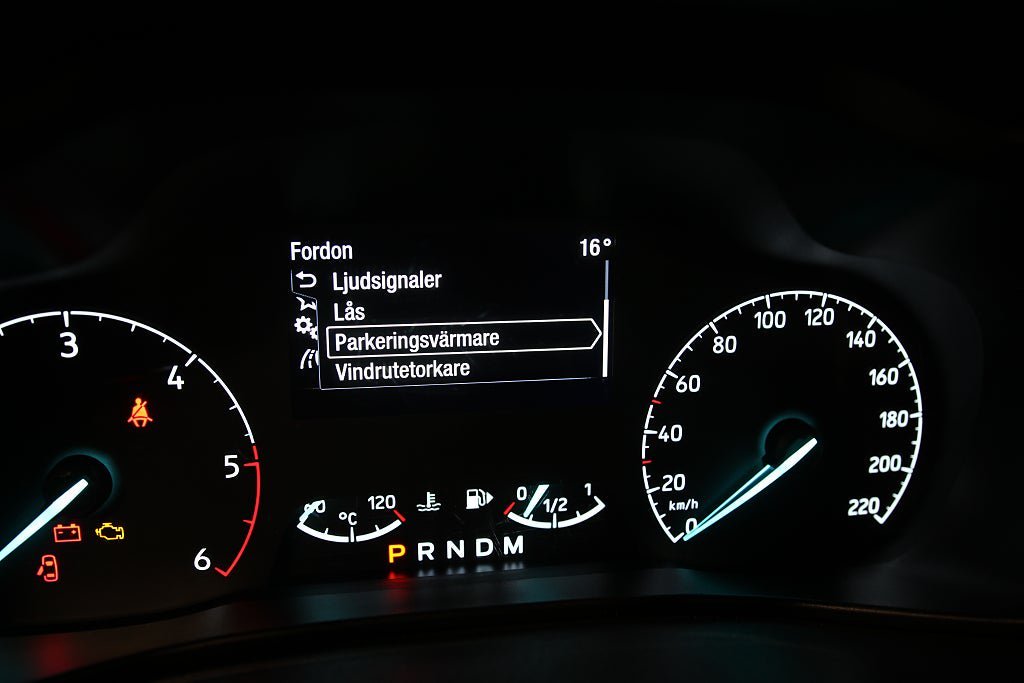 Fordon 16°
Ljudsignaler
Lås
Parkeringsvärmare
Vindrutetorkare
3
4
5
6
120
°C
0
1/2
1
P R N D M
0
20
40
60
80
100
120
140
160
180
200
220
km/h